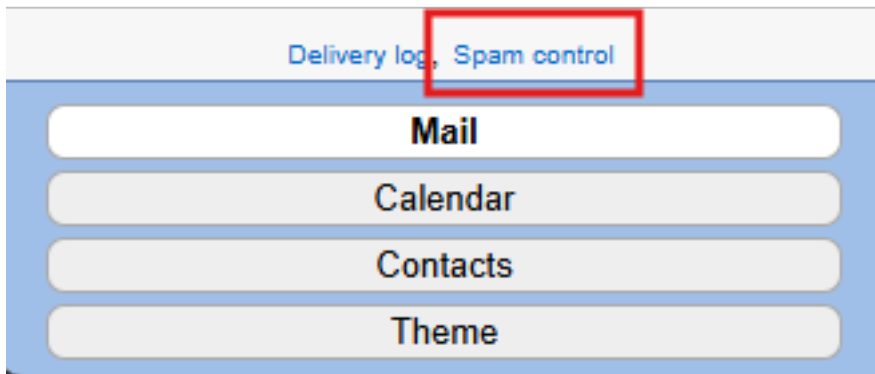 Delivery log, Spam control
Mail
Calendar
Contacts
Theme